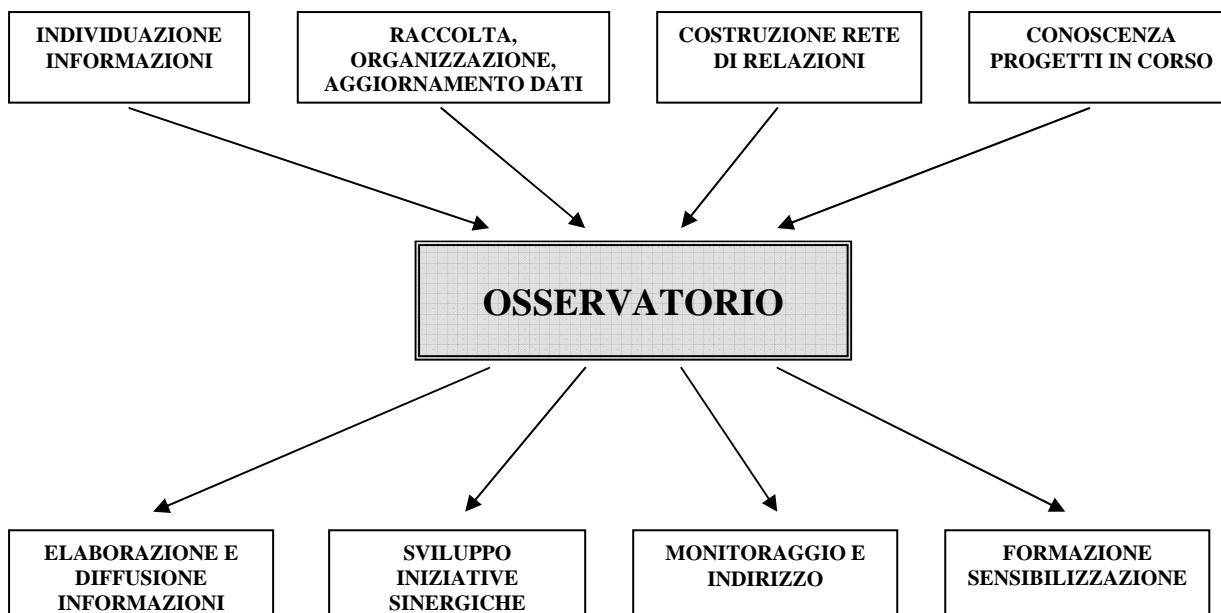 INDIVIDUAZIONE
INFORMAZIONI
RACCOLTA,
ORGANIZZAZIONE,
AGGIORNAMENTO DATI
COSTRUZIONE RETE
DI RELAZIONI
CONOSCENZA
PROGETTI IN CORSO
OSSERVATORIO
ELABORAZIONE E
DIFFUSIONE
INFORMAZIONI
SVILUPPO
INIZIATIVE
SINERGICHE
MONITORAGGIO E
INDIRIZZO
FORMAZIONE
SENSIBILIZZAZIONE